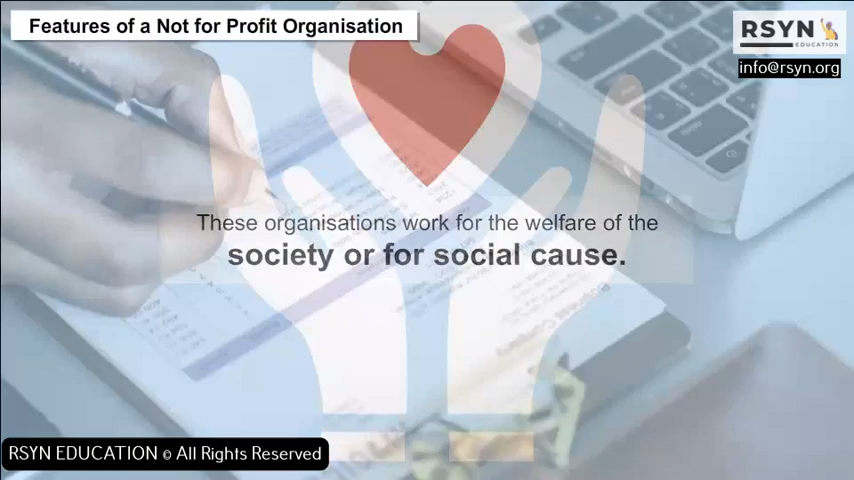 Features of a Not for Profit Organisation
RSYN
EDUCATION
info@rsyn.org
These organisations work for the welfare of the
society or for social cause.
RSYN EDUCATION © All Rights Reserved